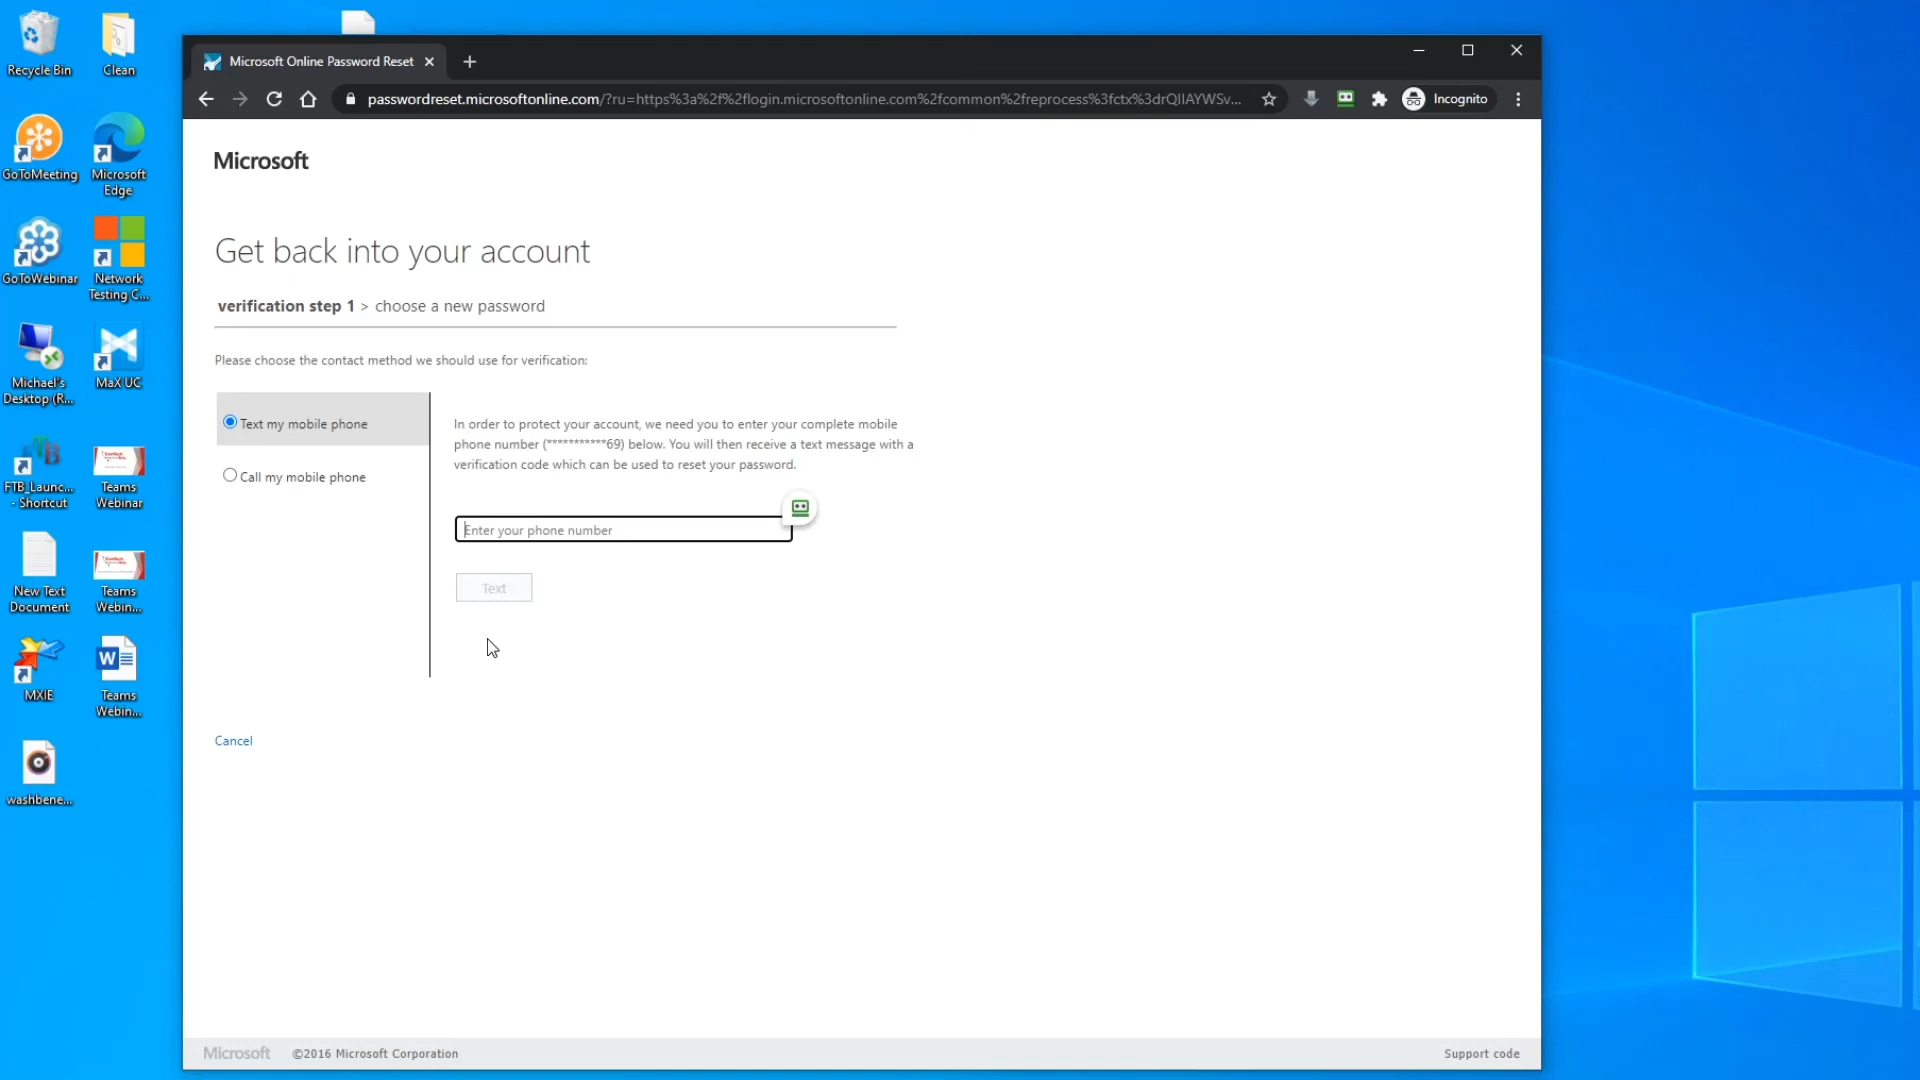 Recycle Bin
Clean
GoToMeeting
Microsoft
Edge
GoToWebinar
Network
Testing C...
Michael's
Desktop (R...
MaX UC
FTB_Launc...
- Shortcut
Teams
Webinar
New Text
Document
Teams
Webin...
MXIE
Teams
Webin...
washbene...
Microsoft Online Password Reset
passwordreset.microsoftonline.com/?ru=https%3a%2f%2flogin.microsoftonline.com%2fcommon%2freprocess%3fctx%3drQIIAYWSv...
Incognito
Microsoft
Get back into your account
verification step 1 > choose a new password
Please choose the contact method we should use for verification:
Text my mobile phone
Call my mobile phone
In order to protect your account, we need you to enter your complete mobile
phone number (***********69) below. You will then receive a text message with a
verification code which can be used to reset your password.
Enter your phone number
Text
Cancel
Microsoft ©2016 Microsoft Corporation
Support code